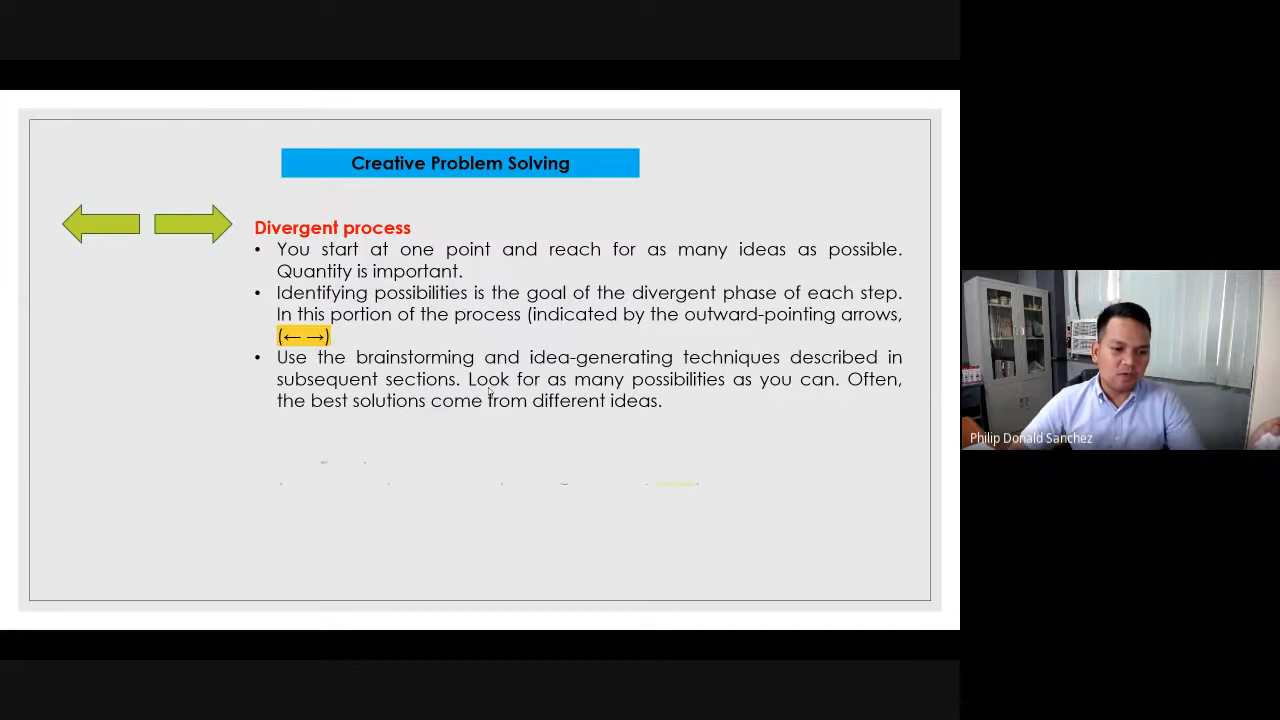 Creative Problem Solving
Divergent process
• You start at one point and reach for as many ideas as possible.
Quantity is important.
• Identifying possibilities is the goal of the divergent phase of each step.
In this portion of the process (indicated by the outward-pointing arrows,
(← →)
• Use the brainstorming and idea-generating techniques described in
subsequent sections. Look for as many possibilities as you can. Often,
the best solutions come from different ideas.
Philip Donald Sanchez